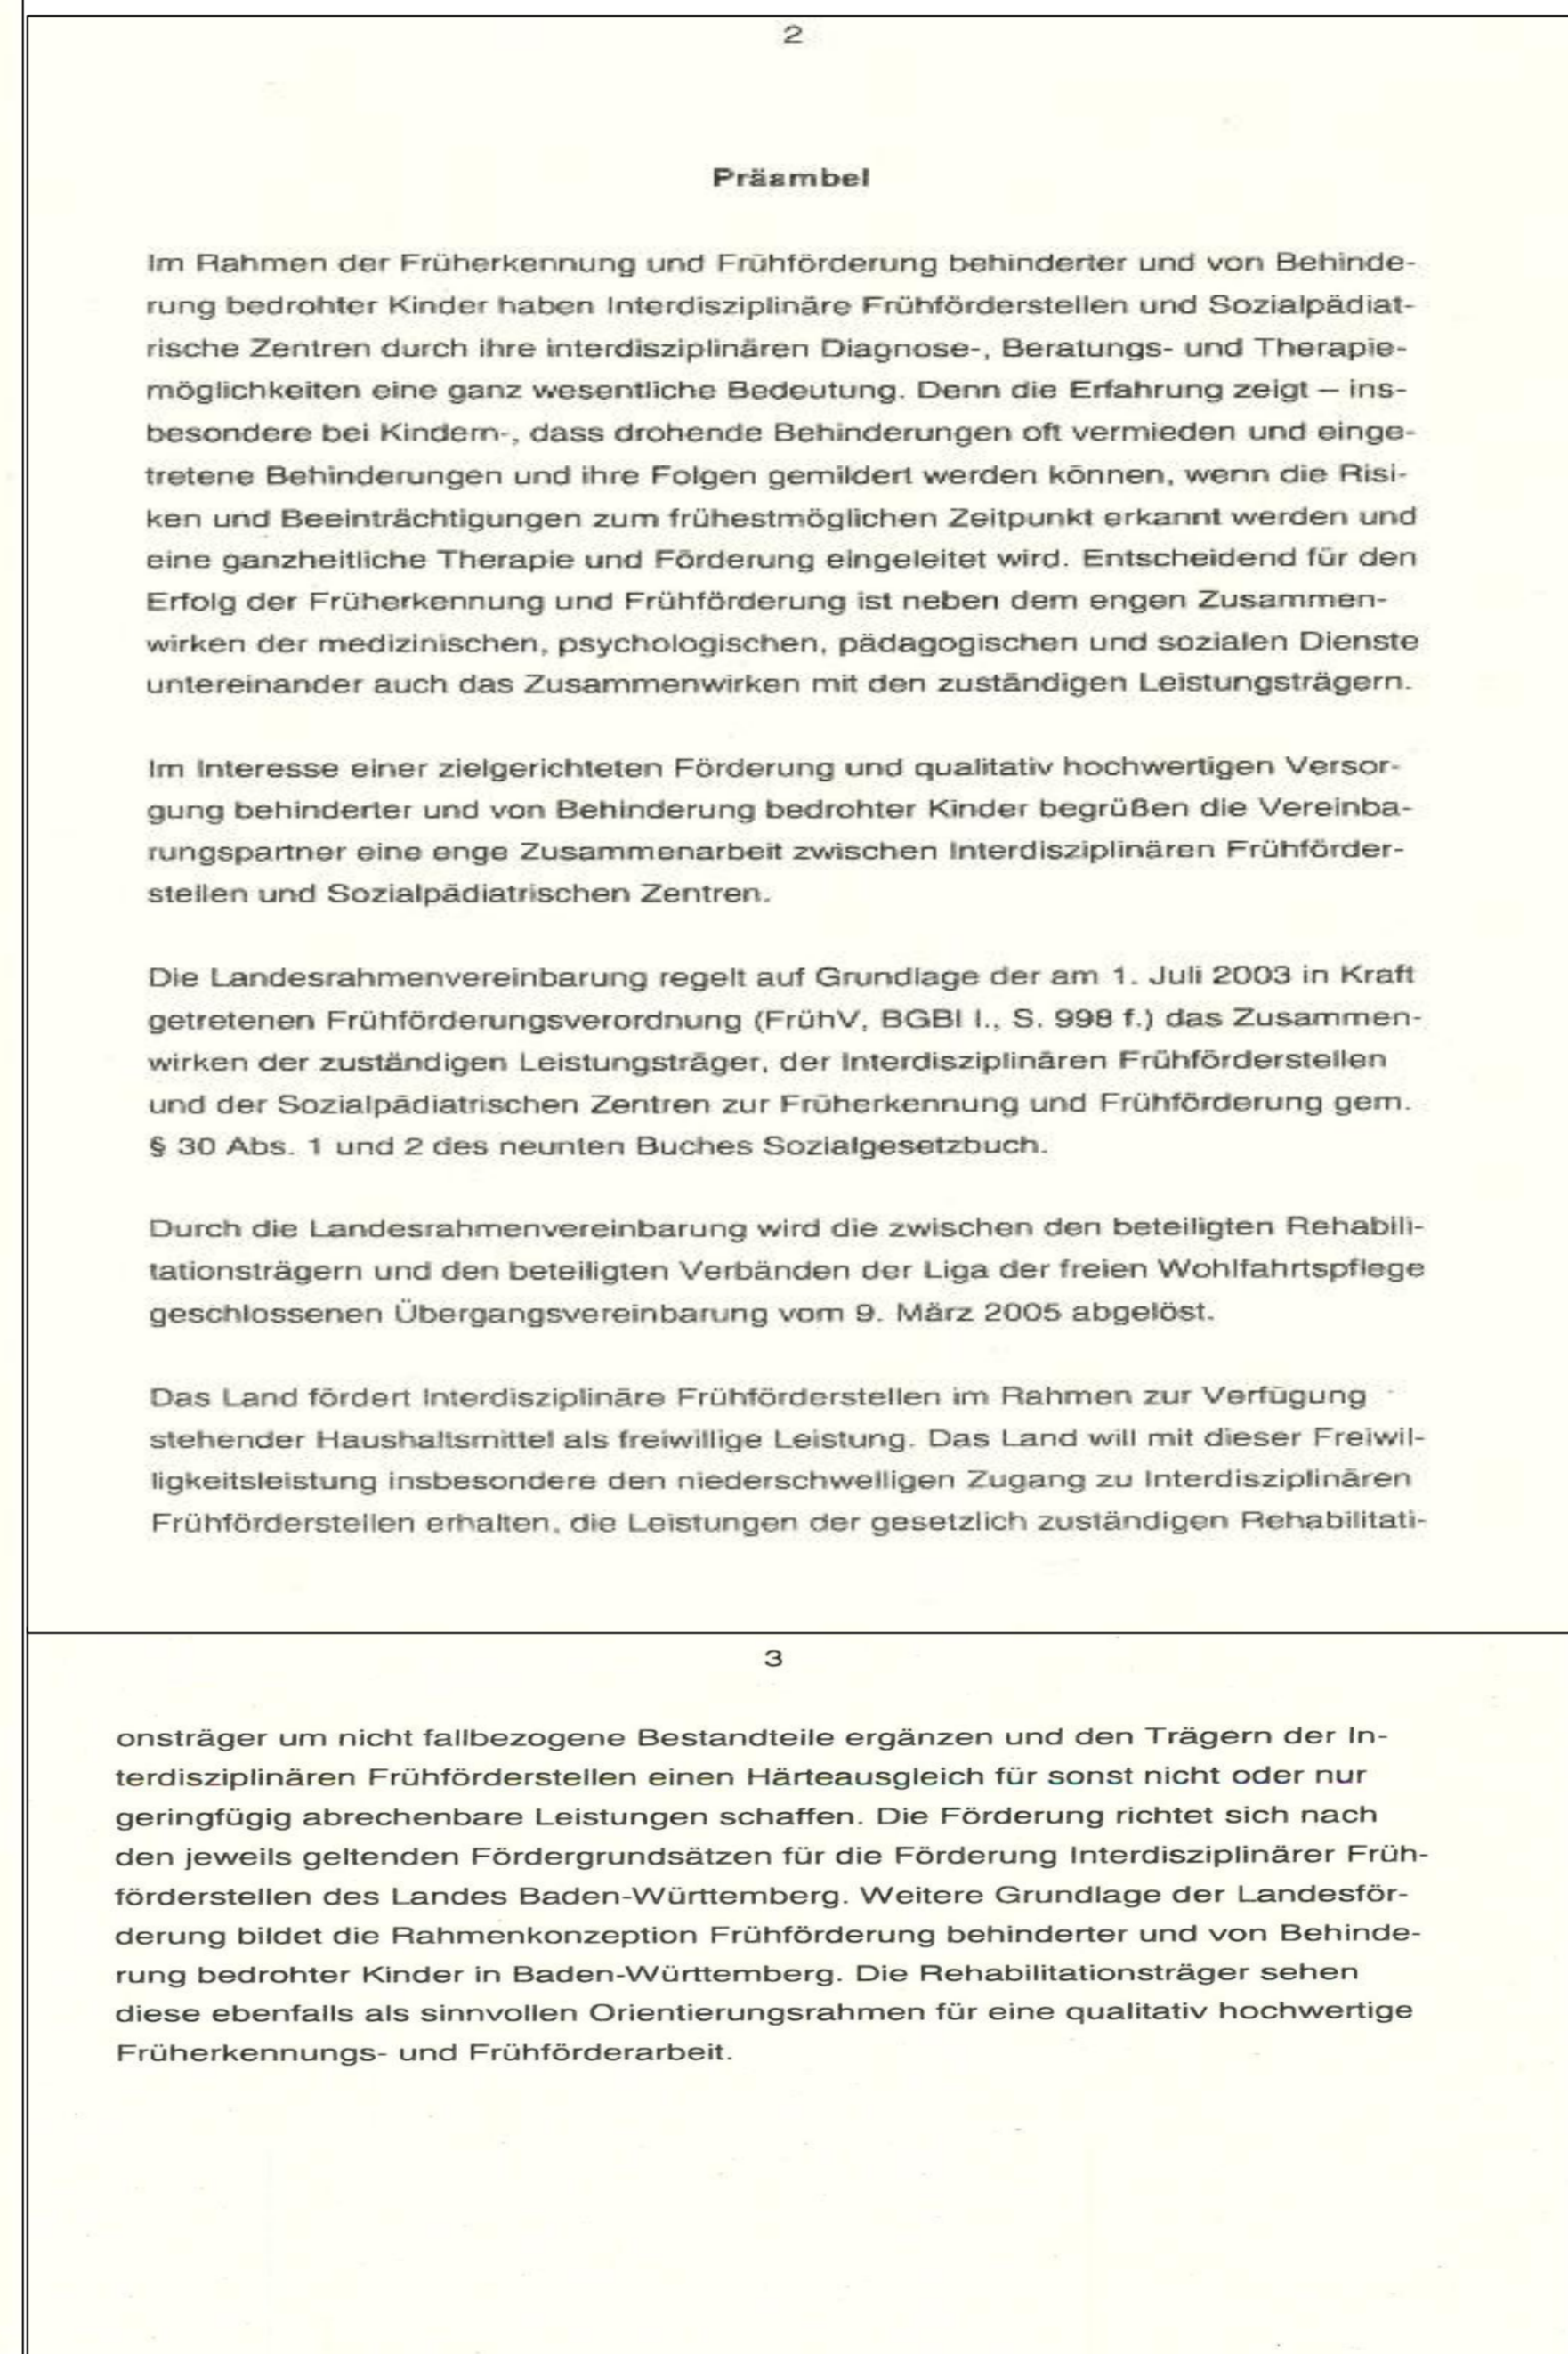 2
Präambel
Im Rahmen der Früherkennung und Frühförderung behinderter und von Behinde-
rung bedrohter Kinder haben Interdisziplinäre Frühförderstellen und Sozialpädiat-
rische Zentren durch ihre interdisziplinären Diagnose-, Beratungs- und Therapie-
möglichkeiten eine ganz wesentliche Bedeutung. Denn die Erfahrung zeigt – ins-
besondere bei Kindern-, dass drohende Behinderungen oft vermieden und einge-
tretene Behinderungen und ihre Folgen gemildert werden können, wenn die Risi-
ken und Beeinträchtigungen zum frühestmöglichen Zeitpunkt erkannt werden und
eine ganzheitliche Therapie und Förderung eingeleitet wird. Entscheidend für den
Erfolg der Früherkennung und Frühförderung ist neben dem engen Zusammen-
wirken der medizinischen, psychologischen, pädagogischen und sozialen Dienste
untereinander auch das Zusammenwirken mit den zuständigen Leistungsträgern.
Im Interesse einer zielgerichteten Förderung und qualitativ hochwertigen Versor-
gung behinderter und von Behinderung bedrohter Kinder begrüßen die Vereinba-
rungspartner eine enge Zusammenarbeit zwischen Interdisziplinären Frühförder-
stellen und Sozialpädiatrischen Zentren.
Die Landesrahmenvereinbarung regelt auf Grundlage der am 1. Juli 2003 in Kraft
getretenen Frühförderungsverordnung (FrühV, BGBl I., S. 998 f.) das Zusammen-
wirken der zuständigen Leistungsträger, der Interdisziplinären Frühförderstellen
und der Sozialpädiatrischen Zentren zur Früherkennung und Frühförderung gem.
§ 30 Abs. 1 und 2 des neunten Buches Sozialgesetzbuch.
Durch die Landesrahmenvereinbarung wird die zwischen den beteiligten Rehabili-
tationsträgern und den beteiligten Verbänden der Liga der freien Wohlfahrtspflege
geschlossenen Übergangsvereinbarung vom 9. März 2005 abgelöst.
Das Land fördert Interdisziplinäre Frühförderstellen im Rahmen zur Verfügung
stehender Haushaltsmittel als freiwillige Leistung. Das Land will mit dieser Freiwil-
ligkeitsleistung insbesondere den niederschwelligen Zugang zu Interdisziplinären
Frühförderstellen erhalten, die Leistungen der gesetzlich zuständigen Rehabilitati-
3
onsträger um nicht fallbezogene Bestandteile ergänzen und den Trägern der In-
terdisziplinären Frühförderstellen einen Härteausgleich für sonst nicht oder nur
geringfügig abrechenbare Leistungen schaffen. Die Förderung richtet sich nach
den jeweils geltenden Fördergrundsätzen für die Förderung Interdisziplinärer Früh-
förderstellen des Landes Baden-Württemberg. Weitere Grundlage der Landesför-
derung bildet die Rahmenkonzeption Frühförderung behinderter und von Behinde-
rung bedrohter Kinder in Baden-Württemberg. Die Rehabilitationsträger sehen
diese ebenfalls als sinnvollen Orientierungsrahmen für eine qualitativ hochwertige
Früherkennungs- und Frühförderarbeit.